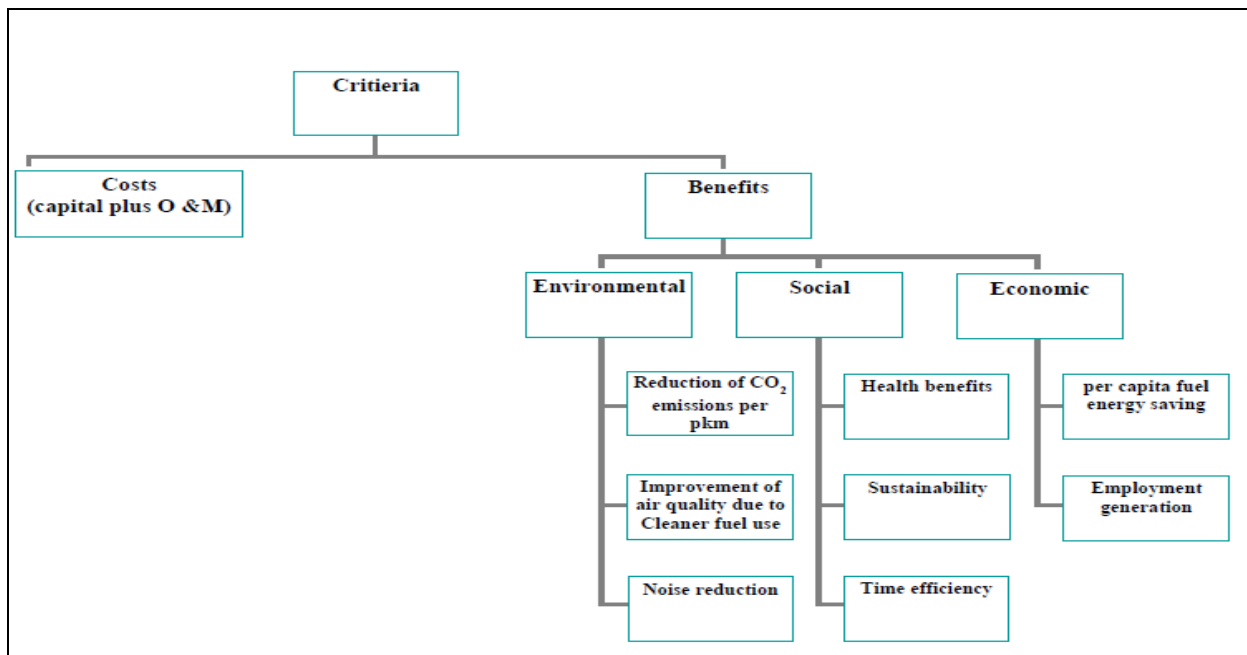 Critieria
Costs
(capital plus O &M)
Benefits
Environmental
Social
Economic
Reduction of CO₂
emissions per
pkm
Health benefits
per capita fuel
energy saving
Improvement of
air quality due to
Cleaner fuel use
Sustainability
Employment
generation
Noise reduction
Time efficiency